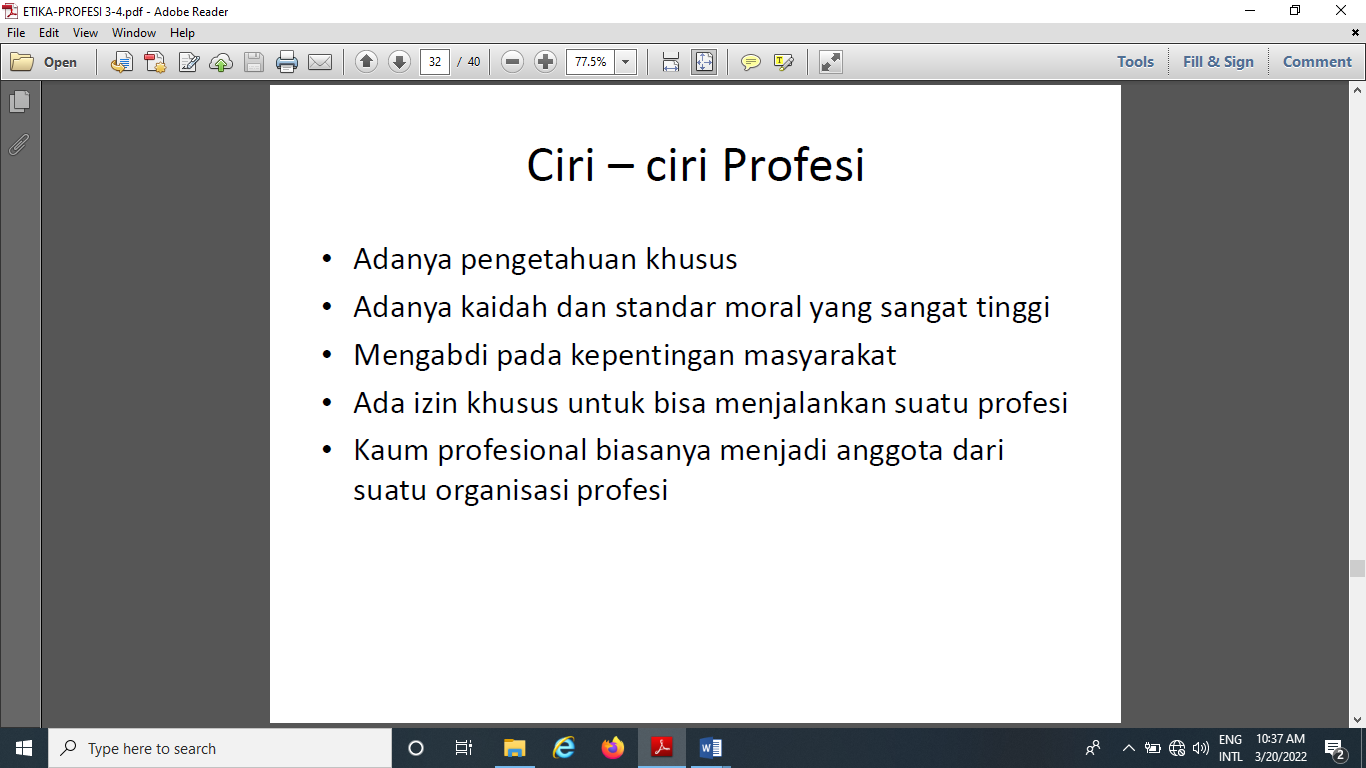 ETIKA-PROFESI 3-4.pdf - Adobe Reader
File Edit View Window Help
Open 32 / 40 77.5% Tools Fill & Sign Comment
Ciri – ciri Profesi
• Adanya pengetahuan khusus
• Adanya kaidah dan standar moral yang sangat tinggi
• Mengabdi pada kepentingan masyarakat
• Ada izin khusus untuk bisa menjalankan suatu profesi
• Kaum profesional biasanya menjadi anggota dari
suatu organisasi profesi
Type here to search
ENG 10:37 AM
INTL 3/20/2022 2